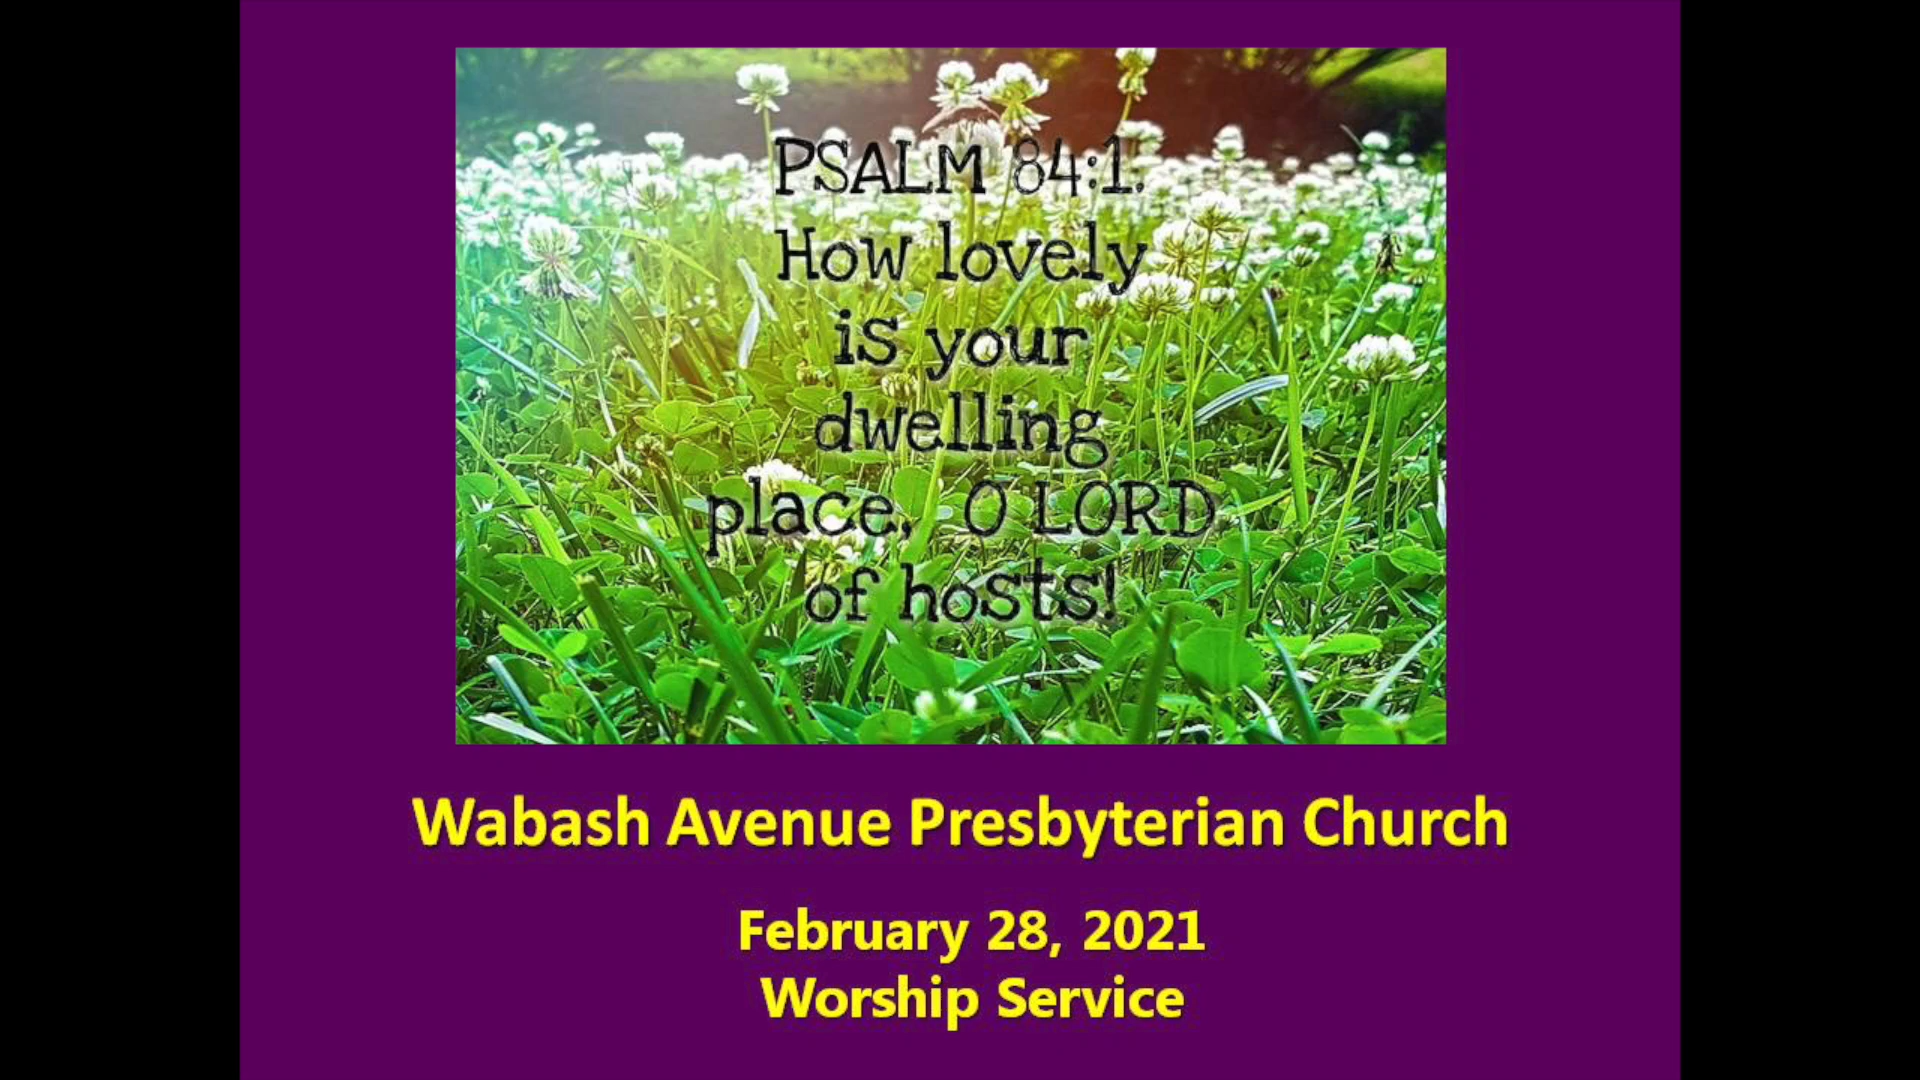 PSALM 84:1.
How lovely
is your
dwelling
place, O LORD
of hosts!
Wabash Avenue Presbyterian Church
February 28, 2021
Worship Service